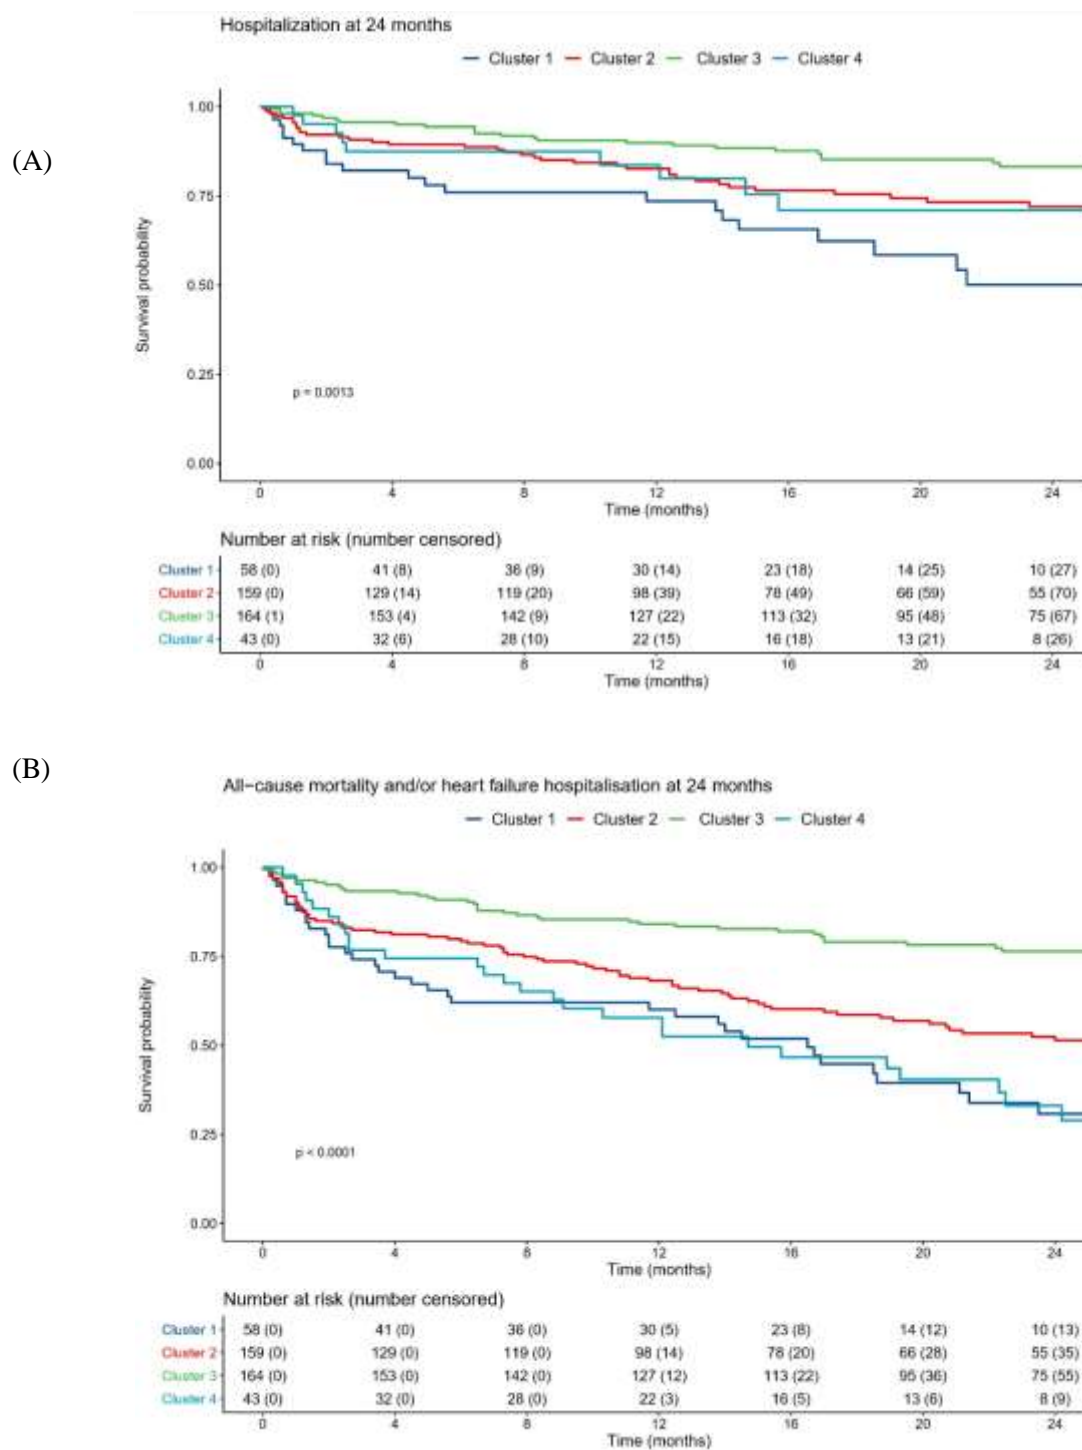 (A)
Hospitalization at 24 months
Cluster 1 Cluster 2 Cluster 3 Cluster 4
1.00
0.75
0.50
0.25
0.00
Survival probability
p = 0.0013
0 4 8 12 16 20 24
Time (months)
Number at risk (number censored)
Cluster 1 58 (0) 41 (8) 36 (9) 30 (14) 23 (18) 14 (25) 10 (27)
Cluster 2 159 (0) 129 (14) 119 (20) 98 (39) 78 (49) 66 (59) 55 (70)
Cluster 3 164 (1) 153 (4) 142 (9) 127 (22) 113 (32) 95 (48) 75 (67)
Cluster 4 43 (0) 32 (6) 28 (10) 22 (15) 16 (18) 13 (21) 8 (26)
0 4 8 12 16 20 24
Time (months)
(B)
All-cause mortality and/or heart failure hospitalisation at 24 months
Cluster 1 Cluster 2 Cluster 3 Cluster 4
1.00
0.75
0.50
0.25
0.00
Survival probability
p < 0.0001
0 4 8 12 16 20 24
Time (months)
Number at risk (number censored)
Cluster 1 58 (0) 41 (0) 36 (0) 30 (5) 23 (8) 14 (12) 10 (13)
Cluster 2 159 (0) 129 (0) 119 (0) 98 (14) 78 (20) 66 (28) 55 (35)
Cluster 3 164 (0) 153 (0) 142 (0) 127 (12) 113 (22) 95 (36) 75 (55)
Cluster 4 43 (0) 32 (0) 28 (0) 22 (3) 16 (5) 13 (6) 8 (9)
0 4 8 12 16 20 24
Time (months)